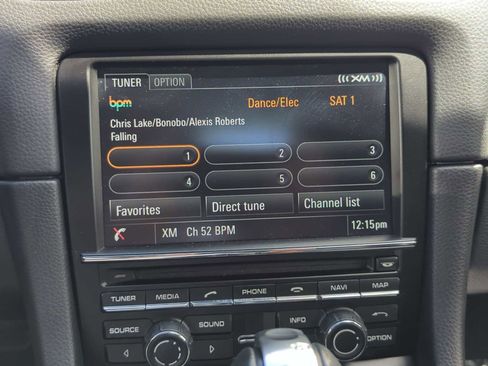 TUNER OPTION XM
bpm Dance/Elec SAT 1
Chris Lake/Bonobo/Alexis Roberts
Falling
1 2 3
4 5 6
Favorites Direct tune Channel list
XM Ch 52 BPM 12:15pm
TUNER MEDIA PHONE NAVI MAP
SOURCE SOUND INFO
OPTION